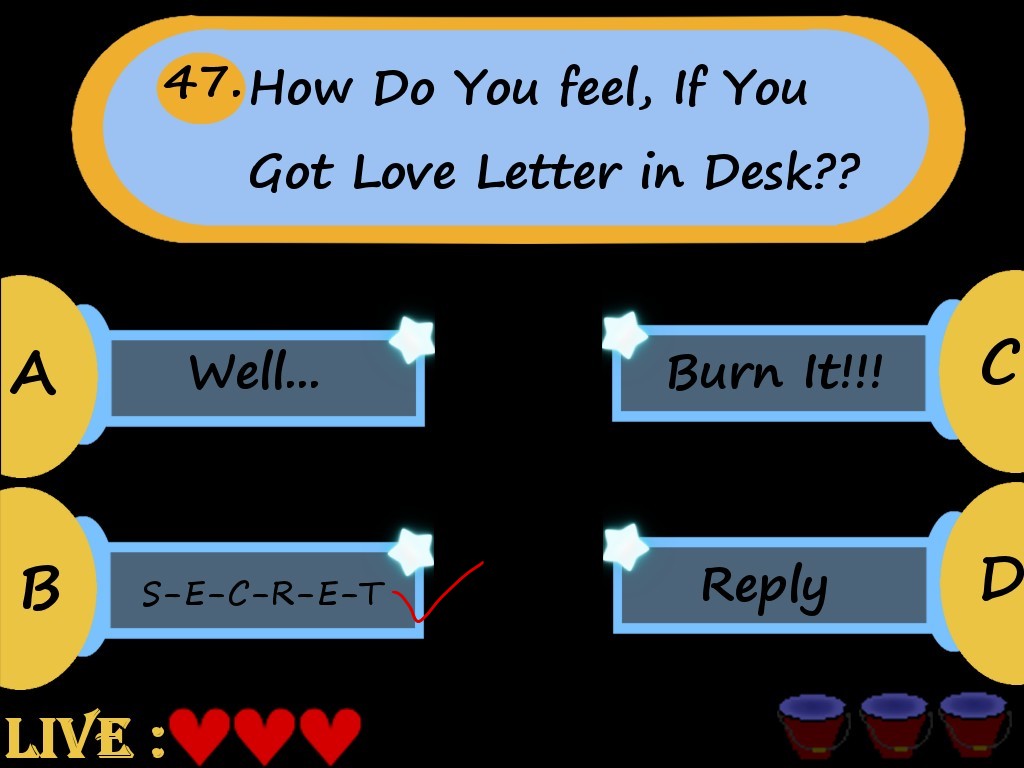 47. How Do You feel, If You
Got Love Letter in Desk??
A Well...
C Burn It!!!
B S-E-C-R-E-T
D Reply
LIVE :